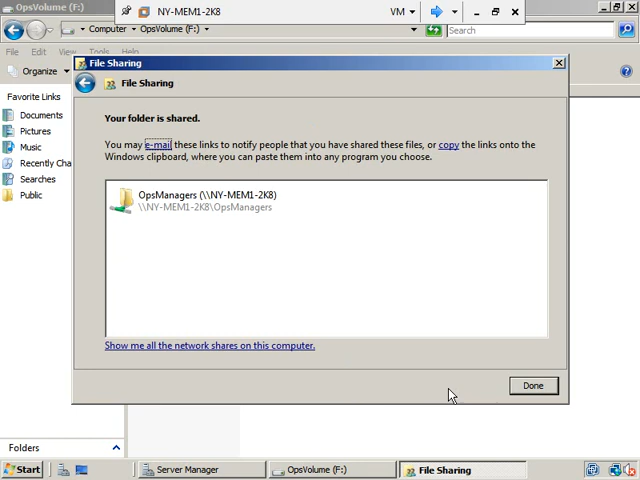 OpsVolume (F:)
NY-MEM1-2K8
VM
Computer
OpsVolume (F:)
Search
File
Edit
View
Tools
Organize
File Sharing
File Sharing
Favorite Links
Documents
Pictures
Music
Recently Cha
Searches
Public
Your folder is shared.
You may e-mail these links to notify people that you have shared these files, or copy the links onto the
Windows clipboard, where you can paste them into any program you choose.
OpsManagers (\\NY-MEM1-2K8)
\\NY-MEM1-2K8\OpsManagers
Show me all the network shares on this computer.
Done
Folders
Start
Server Manager
OpsVolume (F:)
File Sharing